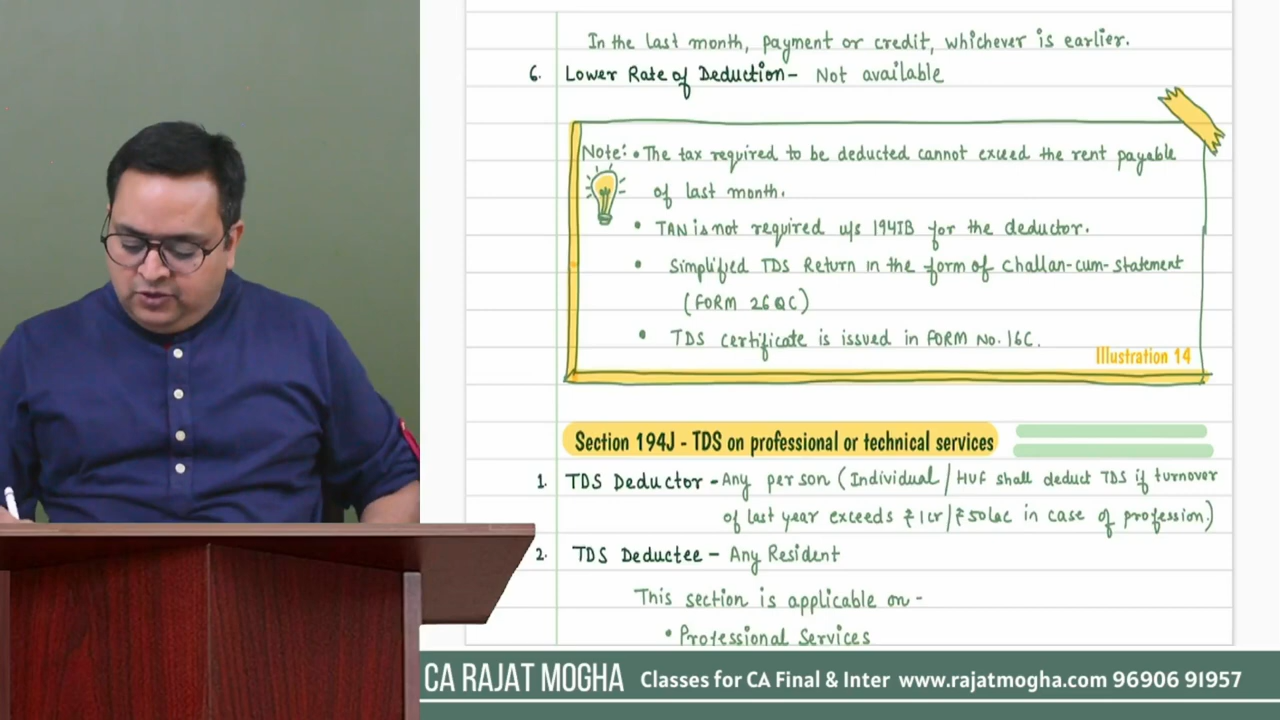 In the last month, payment or credit, whichever is earlier.
6. Lower Rate of Deduction- Not available
Note: • The tax required to be deducted cannot exceed the rent payable
of last month.
• TAN is not required u/s 194IB for the deductor.
• Simplified TDS Return in the form of Challan-cum-statement
(FORM 26QC)
• TDS certificate is issued in FORM No. 16C.
Illustration 14
Section 194J - TDS on professional or technical services
1. TDS Deductor - Any person (Individual / HUF shall deduct TDS if turnover
of last year exceeds ₹ 1cr / ₹ 50lac in case of profession)
2. TDS Deductee - Any Resident
This section is applicable on -
• Professional Services
CA RAJAT MOGHA Classes for CA Final & Inter www.rajatmogha.com 96906 91957